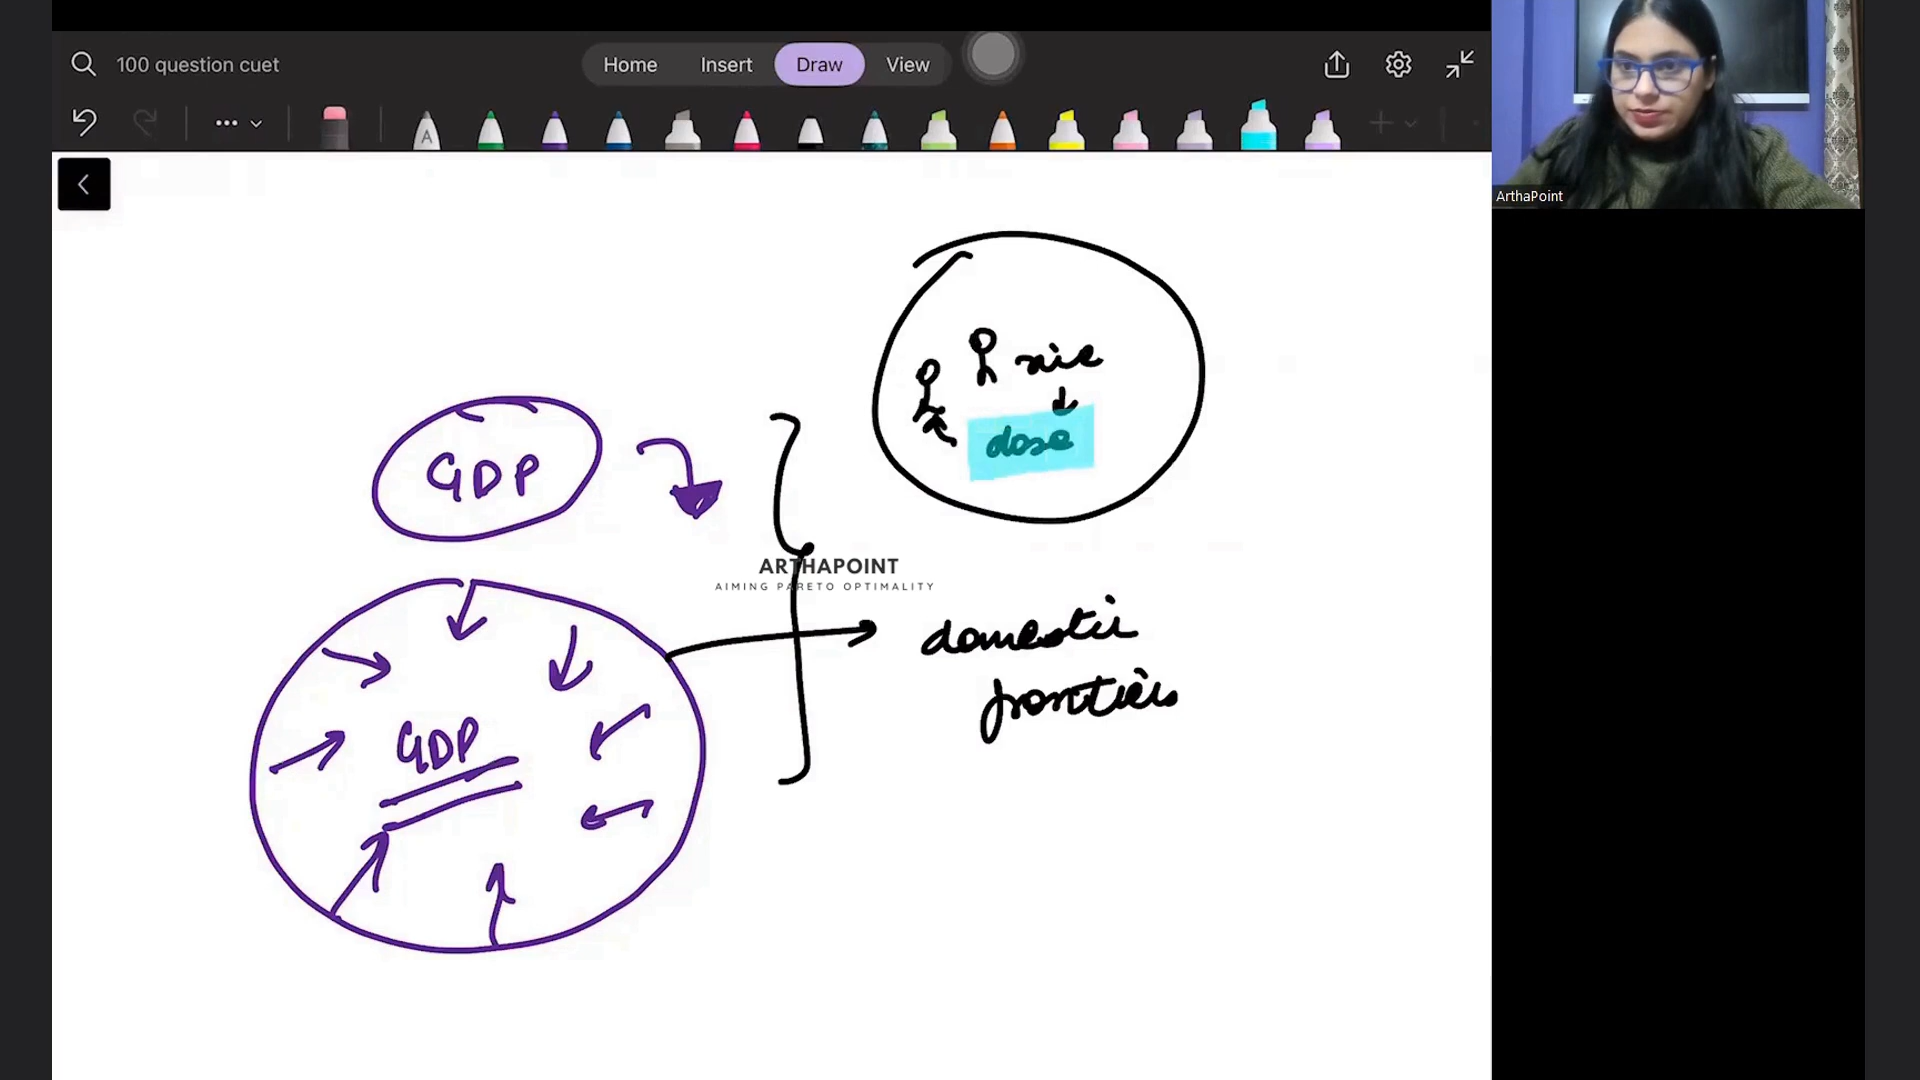 100 question cuet
Home Insert Draw View
A
ArthaPoint
dose
GDP
ARTHAPOINT
AIMING PARETO OPTIMALITY
domestic
frontiers
GDP